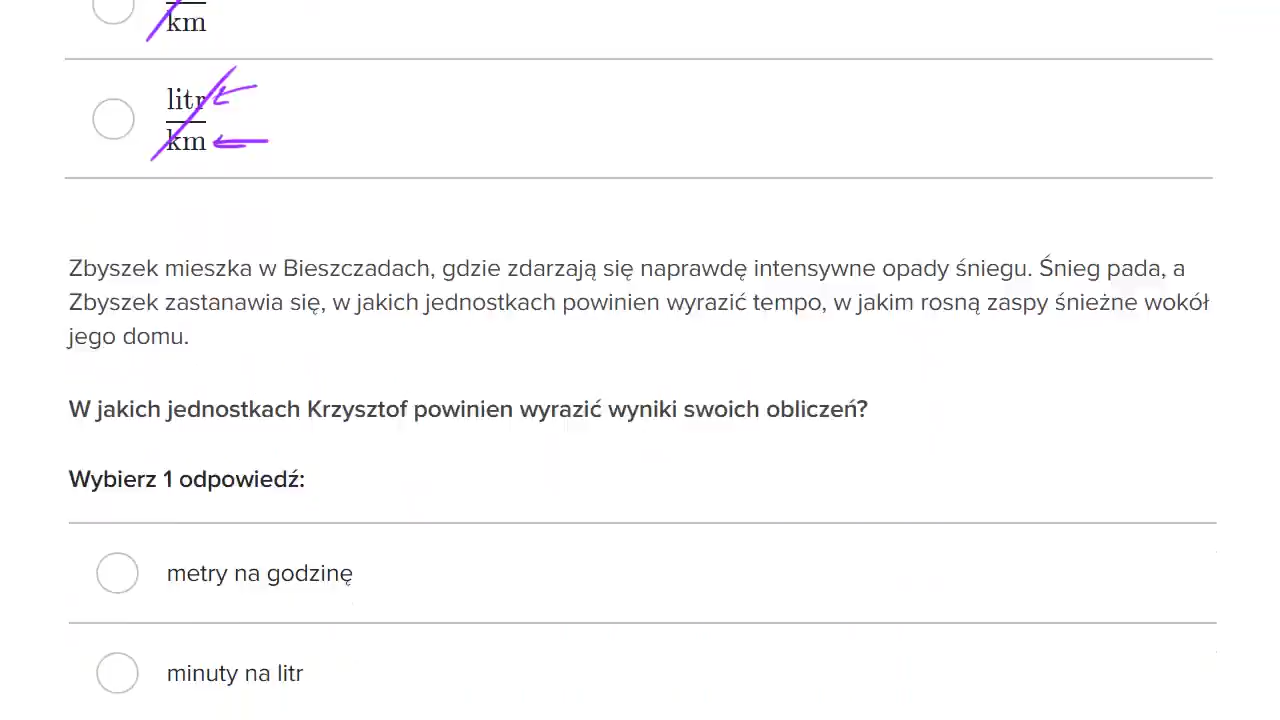 km
litr
km
Zbyszek mieszka w Bieszczadach, gdzie zdarzają się naprawdę intensywne opady śniegu. Śnieg pada, a
Zbyszek zastanawia się, w jakich jednostkach powinien wyrazić tempo, w jakim rosną zaspy śnieżne wokół
jego domu.
W jakich jednostkach Krzysztof powinien wyrazić wyniki swoich obliczeń?
Wybierz 1 odpowiedź:
metry na godzinę
minuty na litr